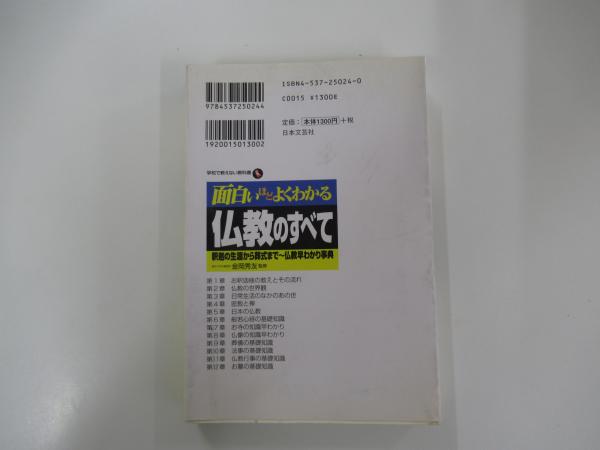 9784537250244
1920015013002
ISBN4-537-25024-0
C0015 ¥1300E
定価:本体1300円+税
日本文芸社
学校で教えない教科書
面白いほどよくわかる
仏教のすべて
釈迦の生涯から葬式まで〜仏教早わかり事典
金岡秀友 監修
第1章 お釈迦様の教えとその流れ
第2章 仏教の世界観
第3章 日常生活のなかのあの世
第4章 密教と禅
第5章 日本の仏教
第6章 般若心経の基礎知識
第7章 お寺の知識早わかり
第8章 仏像の知識早わかり
第9章 葬儀の基礎知識
第10章 法事の基礎知識
第11章 仏教行事の基礎知識
第12章 お墓の基礎知識